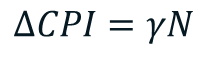 ΔCPI = γN